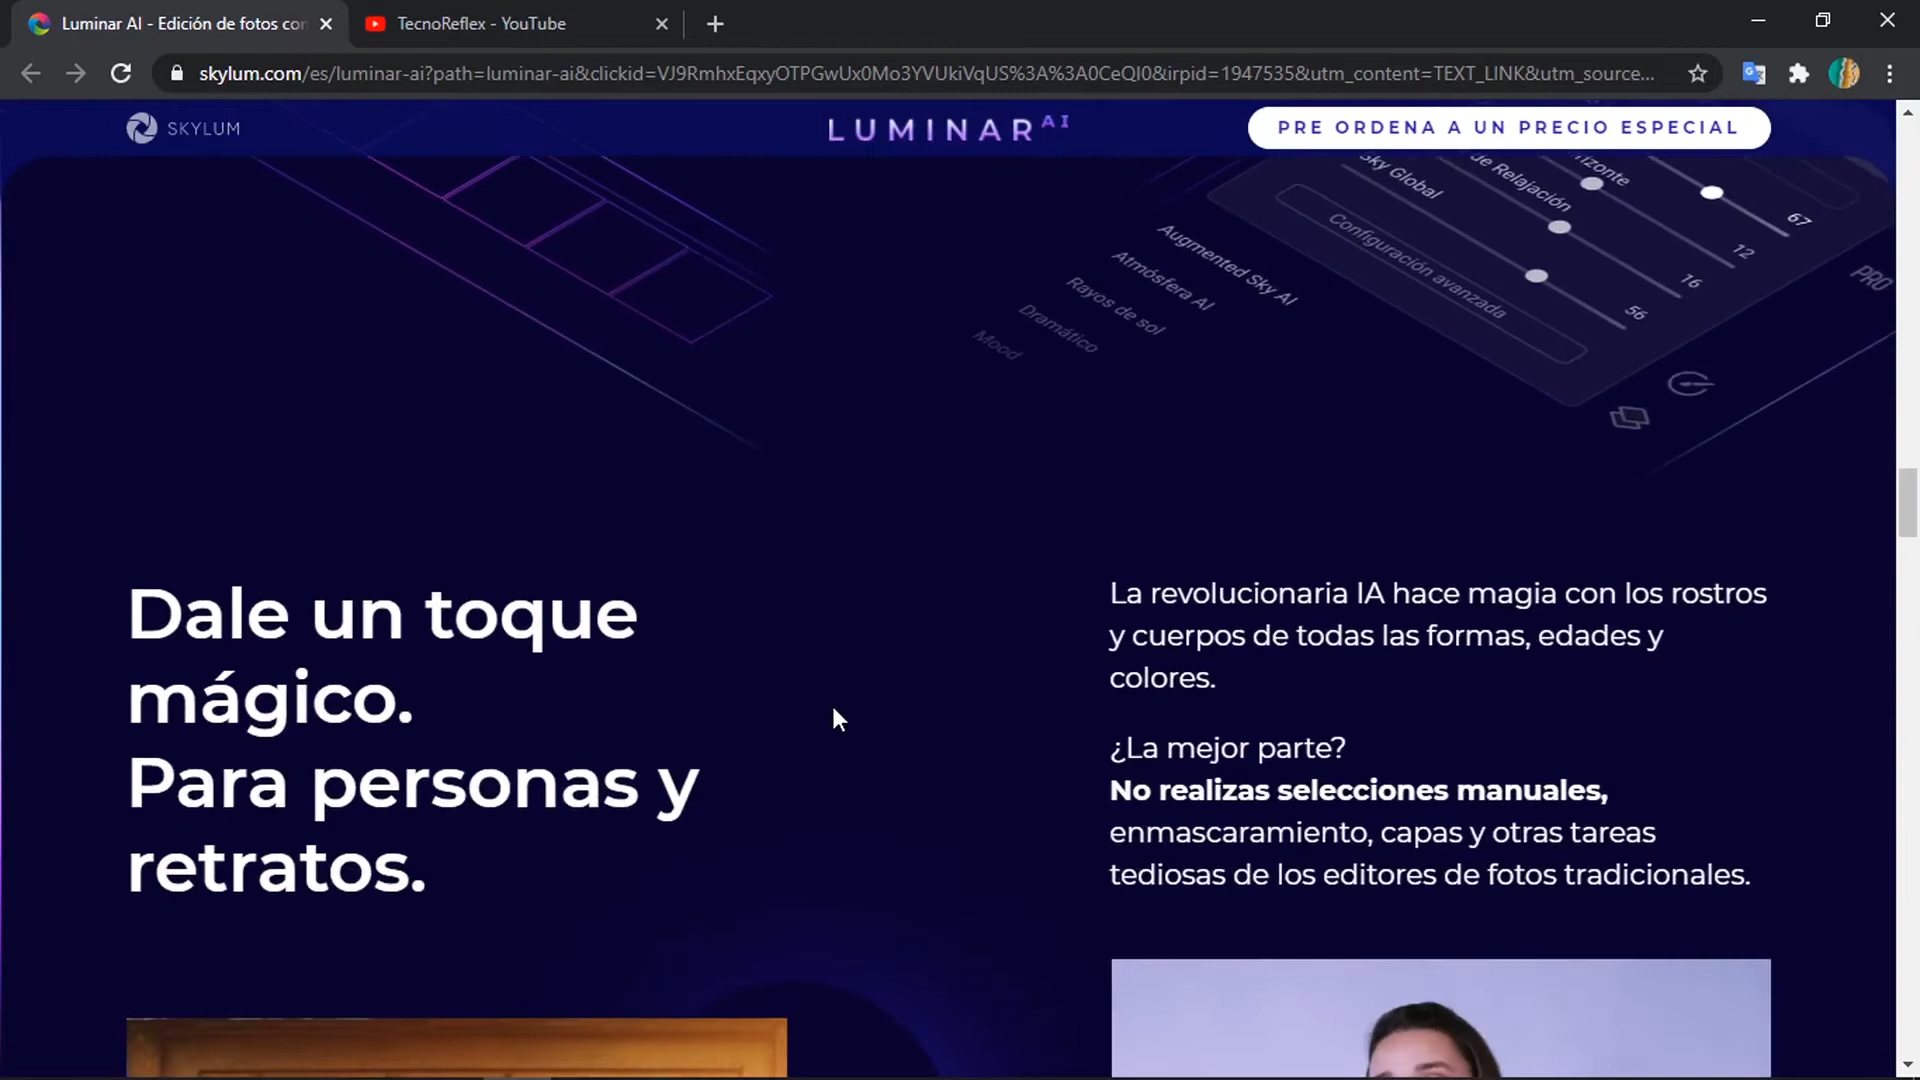 Luminar AI - Edición de fotos con
TecnoReflex - YouTube
skylum.com/es/luminar-ai?path=luminar-ai&clickid=VJ9RmhxEqxyOTPGwUx0Mo3YVUkiVqUS%3A%3A0CeQJ0&irpid=1947535&utm_content=TEXT_LINK&utm_source...
SKYLUM
LUMINAR AI
PRE ORDENA A UN PRECIO ESPECIAL
67
12
de Relajación
16
Sky Global
56
Configuración avanzada
PRO
Augmented Sky AI
Atmósfera AI
Rayos de sol
Dramático
Mood
Dale un toque
mágico.
Para personas y
retratos.
La revolucionaria IA hace magia con los rostros
y cuerpos de todas las formas, edades y
colores.
¿La mejor parte?
No realizas selecciones manuales,
enmascaramiento, capas y otras tareas
tediosas de los editores de fotos tradicionales.